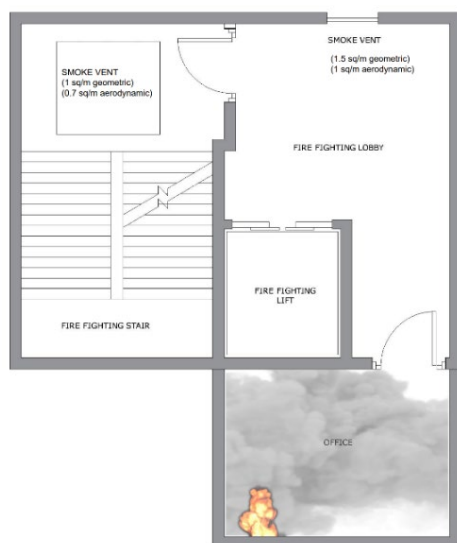 SMOKE VENT
(1 sq/m geometric)
(0.7 sq/m aerodynamic)
SMOKE VENT
(1.5 sq/m geometric)
(1 sq/m aerodynamic)
FIRE FIGHTING LOBBY
FIRE FIGHTING
LIFT
FIRE FIGHTING STAIR
OFFICE